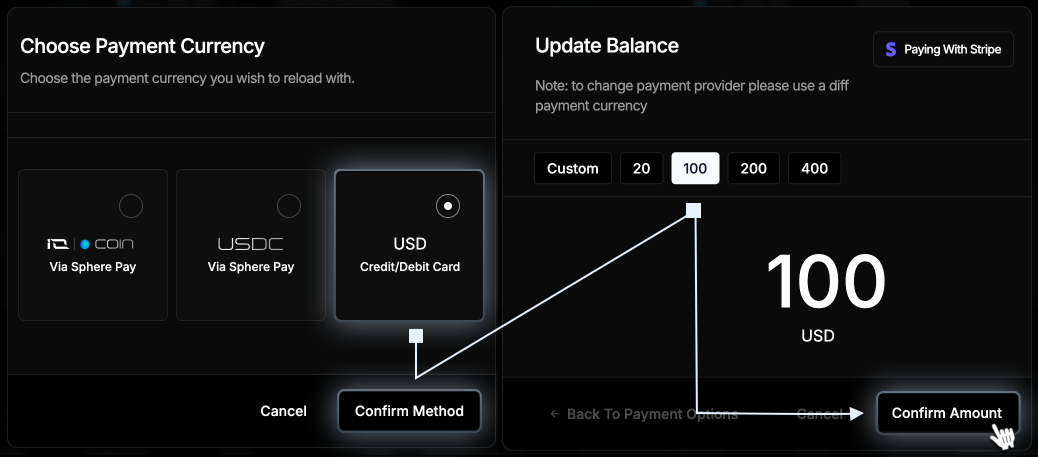 Choose Payment Currency
Choose the payment currency you wish to reload with.
IO | COIN
Via Sphere Pay
USDC
Via Sphere Pay
USD
Credit/Debit Card
Cancel
Confirm Method
Update Balance
S Paying With Stripe
Note: to change payment provider please use a diff
payment currency
Custom
20
100
200
400
100
USD
← Back To Payment Options
Cancel
Confirm Amount